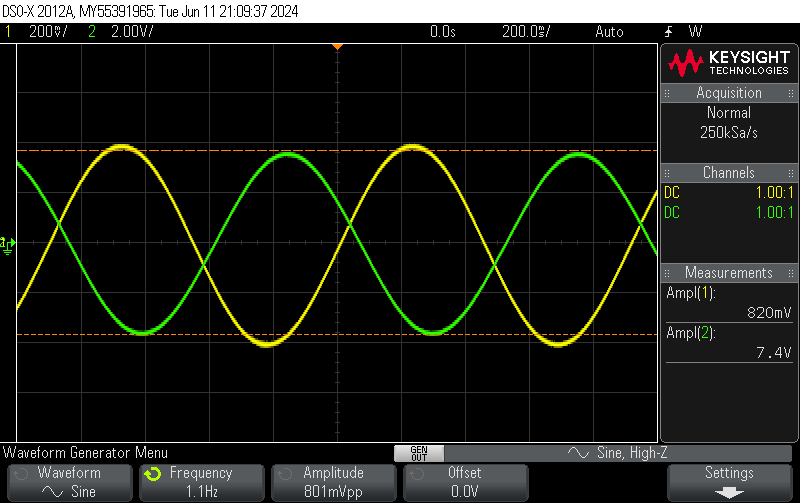 DSO-X 2012A, MY55391965: Tue Jun 11 21:09:37 2024
1 200mV/ 2 2.00V/ 0.0s 200.0ms/ Auto W
KEYSIGHT
TECHNOLOGIES
Acquisition
Normal
250kSa/s
Channels
DC 1.00:1
DC 1.00:1
Measurements
Ampl(1):
820mV
Ampl(2):
7.4V
Waveform Generator Menu
GEN
OUT
Sine, High-Z
Waveform
Sine
Frequency
1.1Hz
Amplitude
801mVpp
Offset
0.0V
Settings